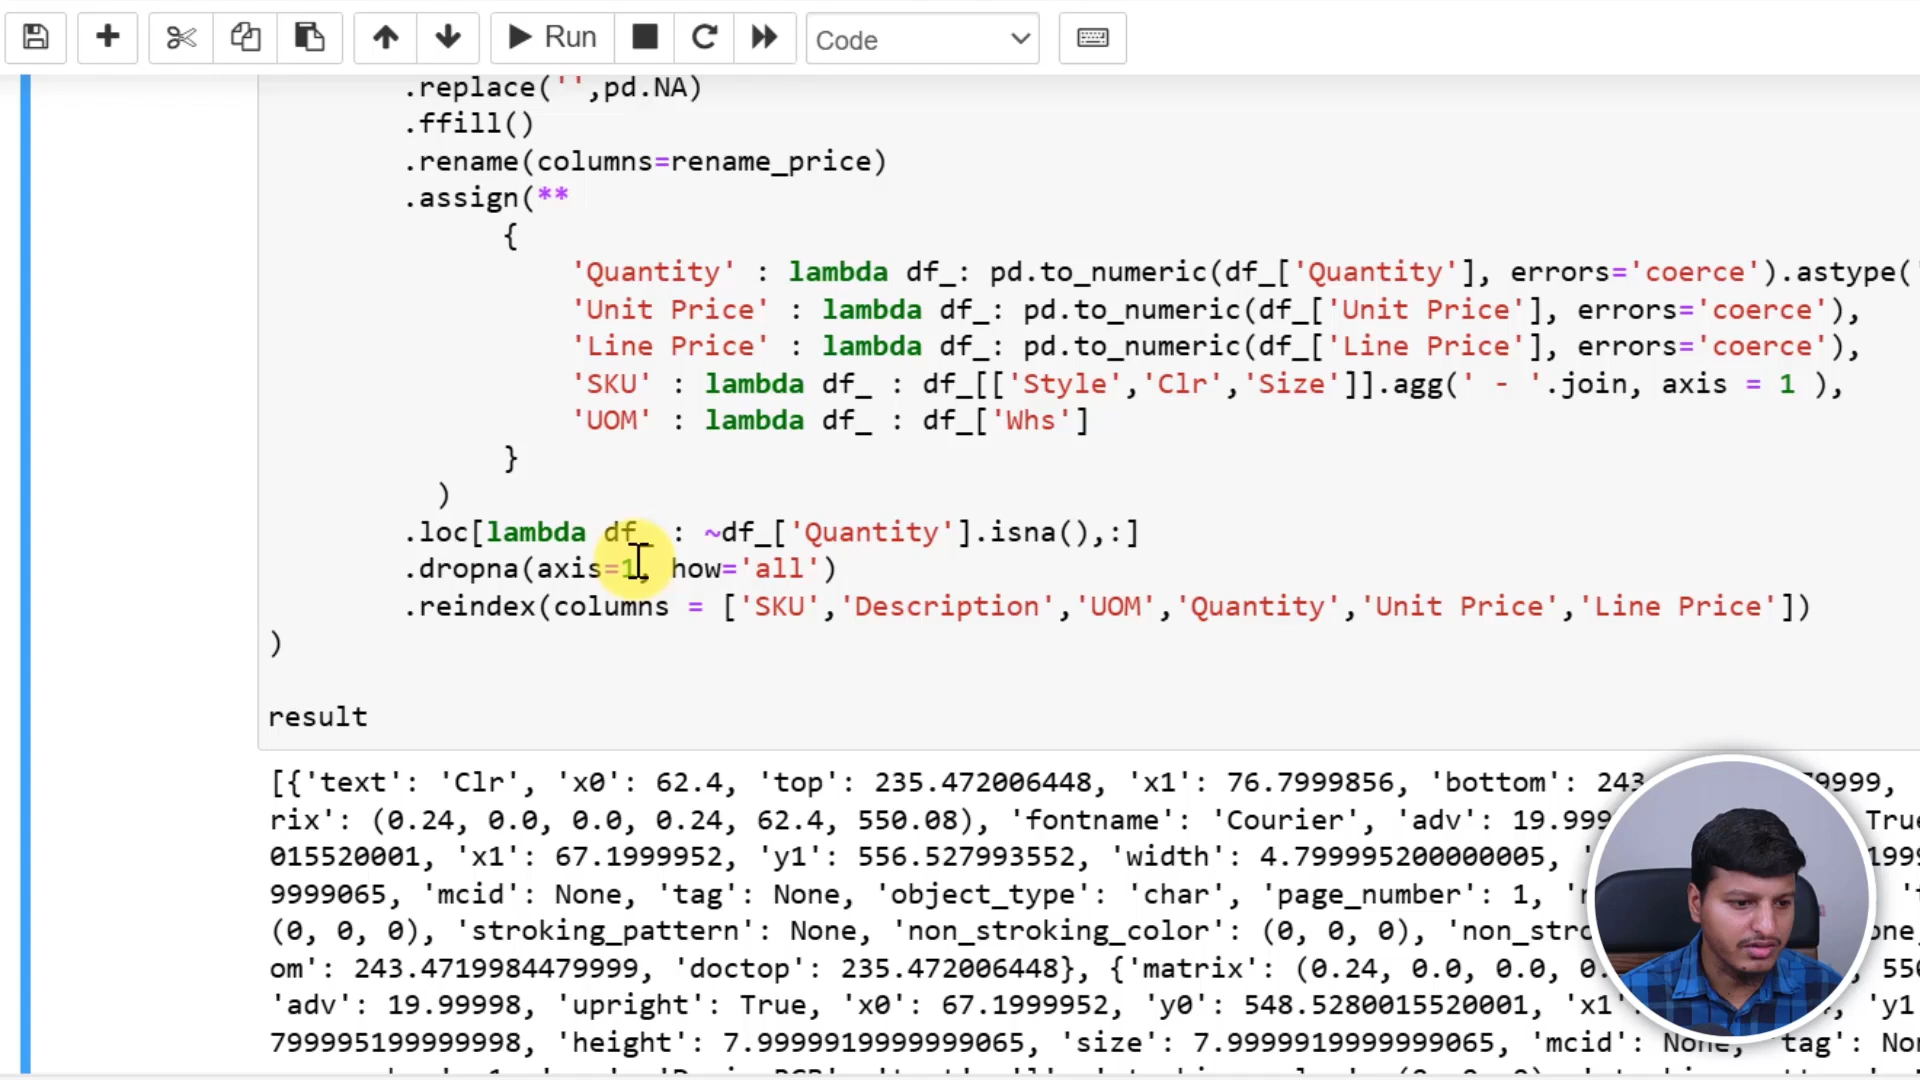 Run
Code
.replace('',pd.NA)
.ffill()
.rename(columns=rename_price)
.assign(**
{
'Quantity' : lambda df_: pd.to_numeric(df_['Quantity'], errors='coerce').astype('
'Unit Price' : lambda df_: pd.to_numeric(df_['Unit Price'], errors='coerce'),
'Line Price' : lambda df_: pd.to_numeric(df_['Line Price'], errors='coerce'),
'SKU' : lambda df_ : df_[['Style','Clr','Size']].agg(' - '.join, axis = 1 ),
'UOM' : lambda df_ : df_['Whs']
}
)
.loc[lambda df_ : ~df_['Quantity'].isna(),:]
.dropna(axis=1, how='all')
.reindex(columns = ['SKU','Description','UOM','Quantity','Unit Price','Line Price'])
)
result
[{'text': 'Clr', 'x0': 62.4, 'top': 235.472006448, 'x1': 76.7999856, 'bottom': 243.
rix': (0.24, 0.0, 0.0, 0.24, 62.4, 550.08), 'fontname': 'Courier', 'adv': 19.999
015520001, 'x1': 67.1999952, 'y1': 556.527993552, 'width': 4.799995200000005,
9999065, 'mcid': None, 'tag': None, 'object_type': 'char', 'page_number': 1,
(0, 0, 0), 'stroking_pattern': None, 'non_stroking_color': (0, 0, 0), 'non_stro
om': 243.4719984479999, 'doctop': 235.472006448}, {'matrix': (0.24, 0.0, 0.0,
'adv': 19.99998, 'upright': True, 'x0': 67.1999952, 'y0': 548.5280015520001, 'x1' 'y1
799995199999998, 'height': 7.9999919999999065, 'size': 7.9999919999999065, 'mcid': None, 'tag': Non